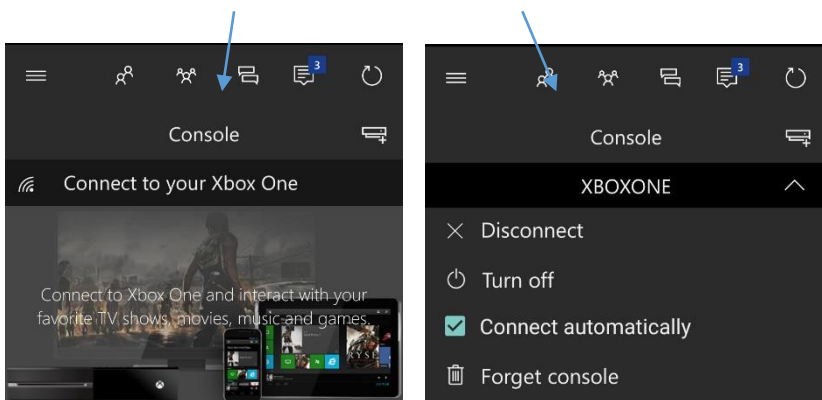 3
Console
Connect to your Xbox One
Connect to Xbox One and interact with your
favorite TV shows, movies, music and games.
RYSE
3
Console
XBOXONE
Disconnect
Turn off
Connect automatically
Forget console